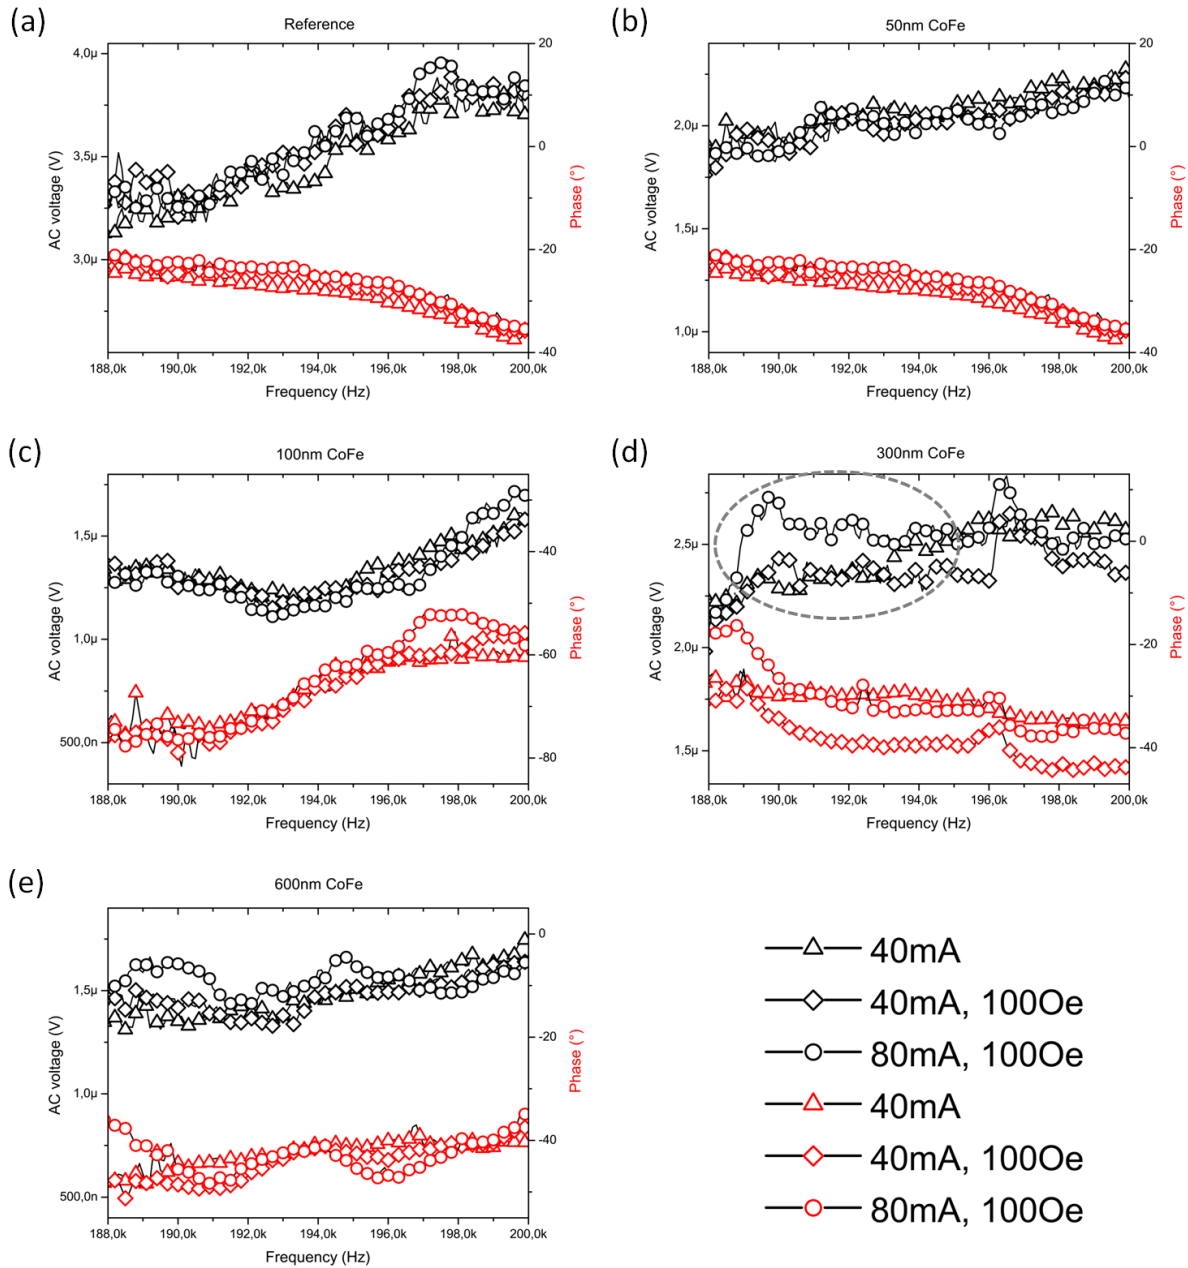 (a)
Reference
4,0µ
3,5µ
3,0µ
AC voltage (V)
20
0
-20
-40
Phase (°)
188,0k 190,0k 192,0k 194,0k 196,0k 198,0k 200,0k
Frequency (Hz)
(b)
50nm CoFe
2,0µ
1,5µ
1,0µ
AC voltage (V)
20
0
-20
-40
Phase (°)
188,0k 190,0k 192,0k 194,0k 196,0k 198,0k 200,0k
Frequency (Hz)
(c)
100nm CoFe
1,5µ
1,0µ
500,0n
AC voltage (V)
-40
-60
-80
Phase (°)
188,0k 190,0k 192,0k 194,0k 196,0k 198,0k 200,0k
Frequency (Hz)
(d)
300nm CoFe
2,5µ
2,0µ
1,5µ
AC voltage (V)
0
-20
-40
Phase (°)
188,0k 190,0k 192,0k 194,0k 196,0k 198,0k 200,0k
Frequency (Hz)
(e)
600nm CoFe
1,5µ
1,0µ
500,0n
AC voltage (V)
0
-20
-40
Phase (°)
188,0k 190,0k 192,0k 194,0k 196,0k 198,0k 200,0k
Frequency (Hz)
40mA
40mA, 100Oe
80mA, 100Oe
40mA
40mA, 100Oe
80mA, 100Oe